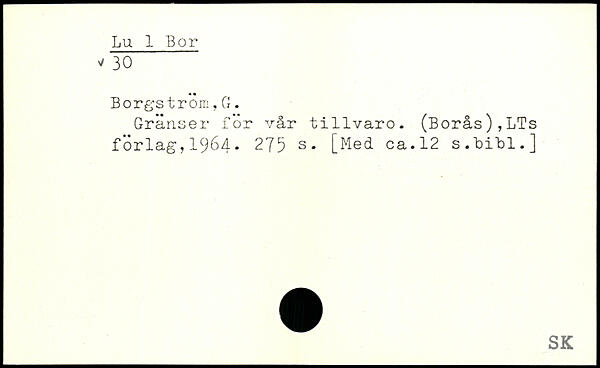 Lu 1 Bor
v 30
Borgström,G.
Gränser för vår tillvaro. (Borås),LTs
förlag,1964. 275 s. [Med ca.12 s.bibl.]
SK